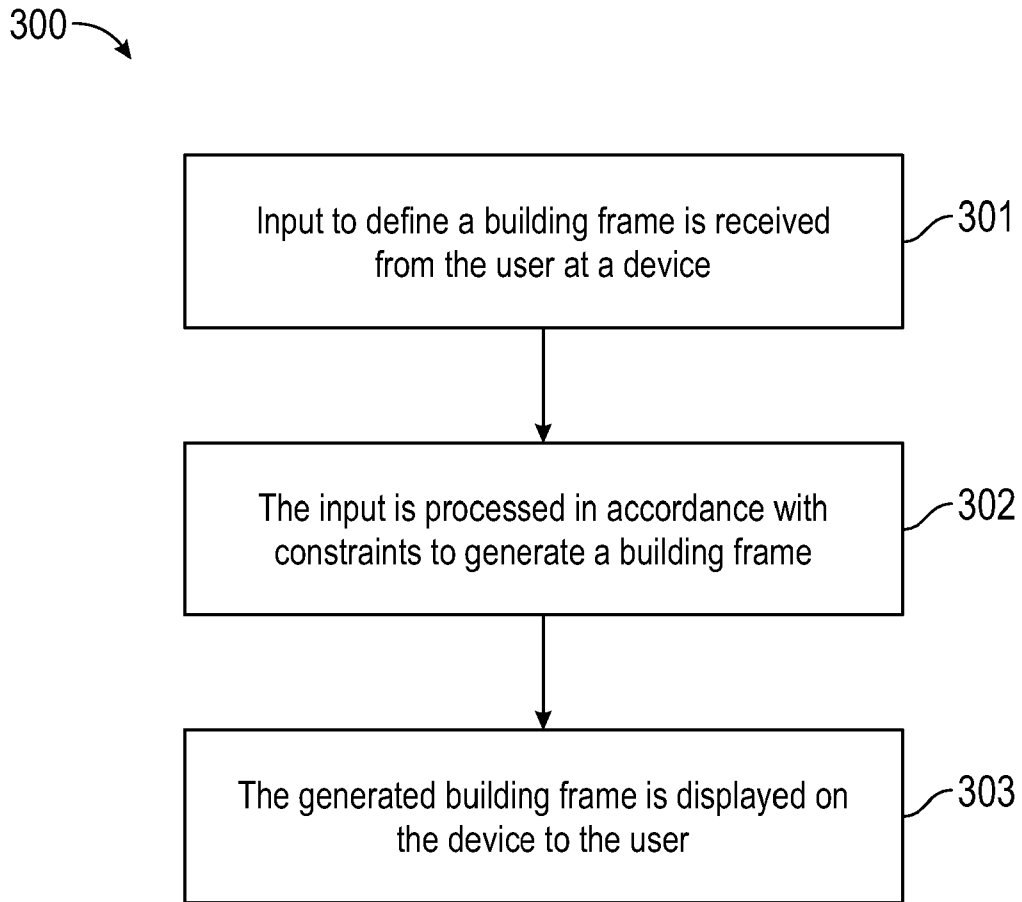 300
Input to define a building frame is received
from the user at a device
301
The input is processed in accordance with
constraints to generate a building frame
302
The generated building frame is displayed on
the device to the user
303